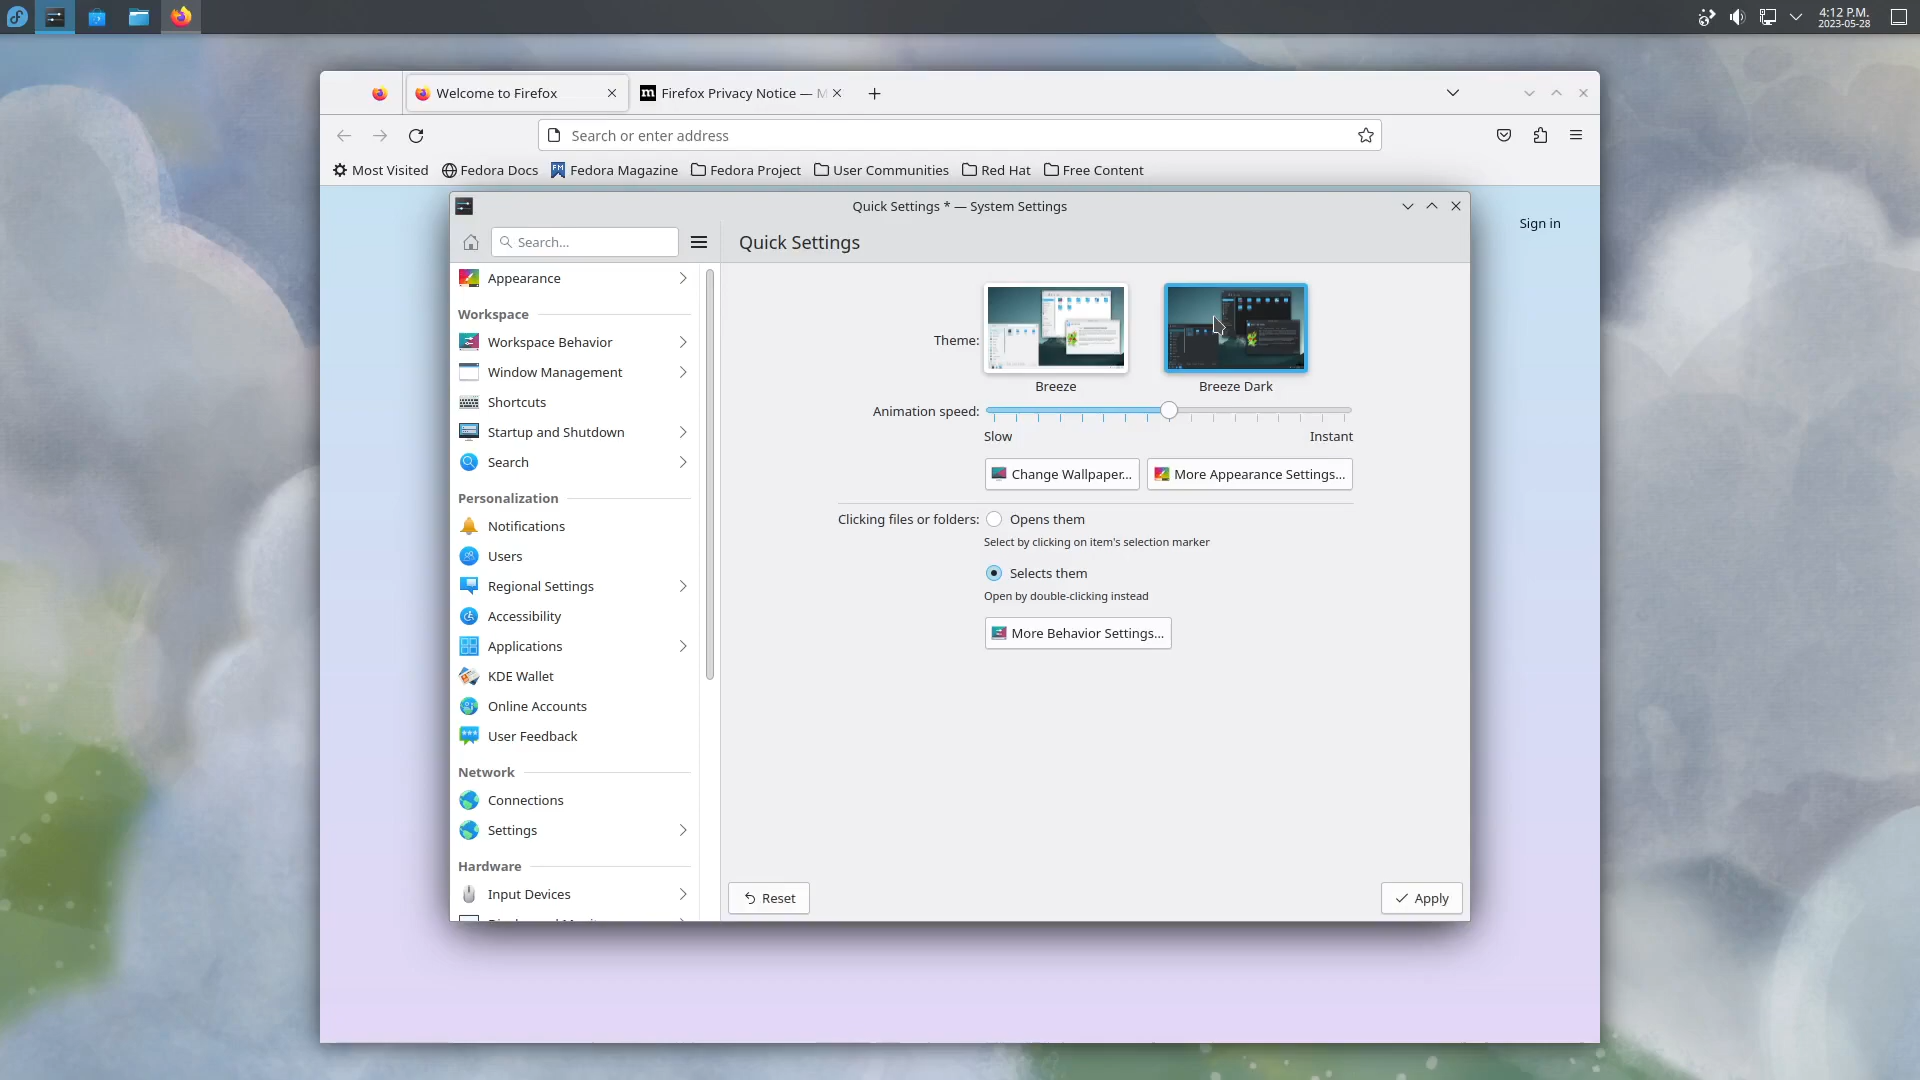 4:12 P.M.
2023-05-28
Welcome to Firefox
Firefox Privacy Notice — M
Search or enter address
Most Visited
Fedora Docs
Fedora Magazine
Fedora Project
User Communities
Red Hat
Free Content
Sign in
Quick Settings * — System Settings
Search...
Quick Settings
Appearance
Workspace
Workspace Behavior
Window Management
Shortcuts
Startup and Shutdown
Search
Personalization
Notifications
Users
Regional Settings
Accessibility
Applications
KDE Wallet
Online Accounts
User Feedback
Network
Connections
Settings
Hardware
Input Devices
Theme:
Breeze
Breeze Dark
Animation speed:
Slow
Instant
Change Wallpaper...
More Appearance Settings...
Clicking files or folders:
Opens them
Select by clicking on item's selection marker
Selects them
Open by double-clicking instead
More Behavior Settings...
Reset
Apply